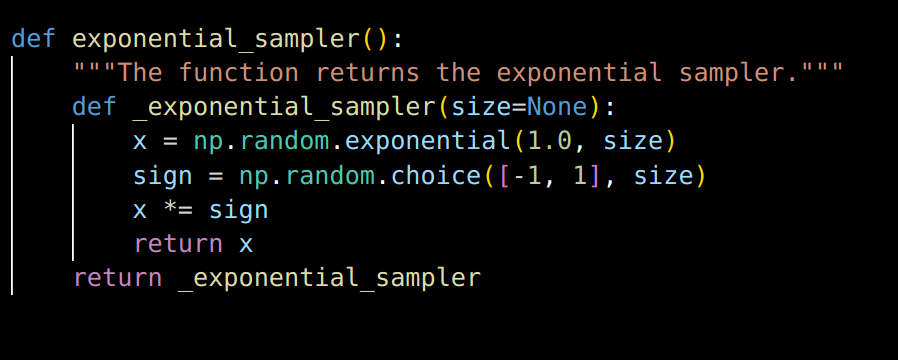 def exponential_sampler():
    """The function returns the exponential sampler."""
    def _exponential_sampler(size=None):
        x = np.random.exponential(1.0, size)
        sign = np.random.choice([-1, 1], size)
        x *= sign
        return x
    return _exponential_sampler